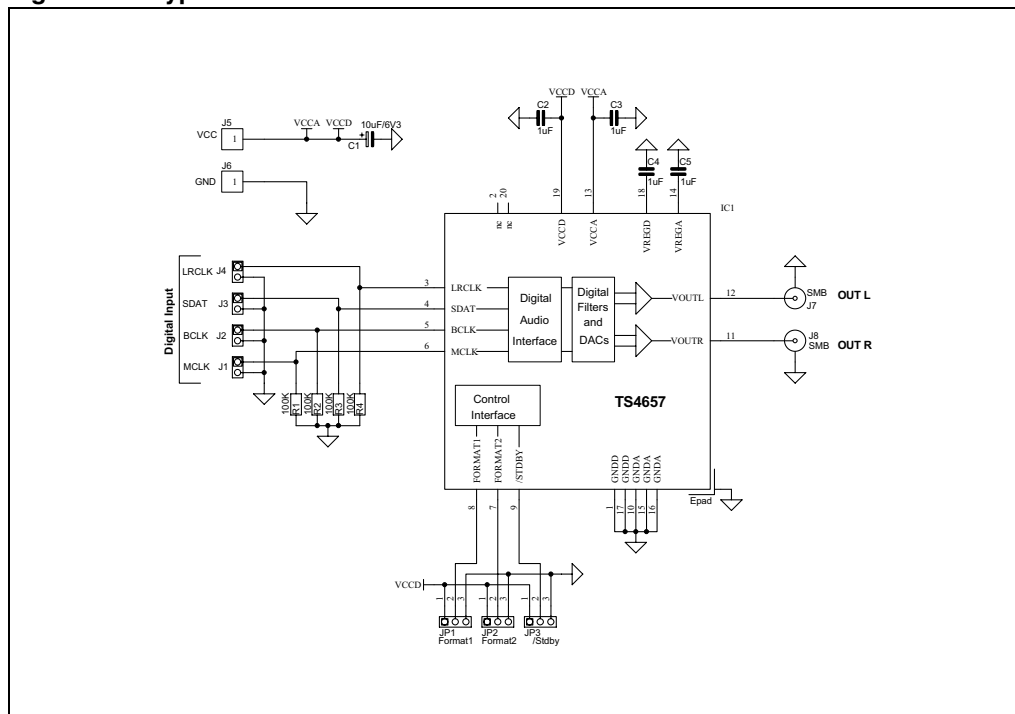 J5
VCC 1
VCCA VCCD
10uF/6V3
+
C1
J6
GND 1
VCCD VCCA
C2
1uF
C3
1uF
C4
1uF
C5
1uF
2 20 19 13 18 14
nc nc VCCD VCCA VREGD VREGA
IC1
Digital Input
LRCLK J4
SDAT J3
BCLK J2
MCLK J1
100K R1
100K R2
100K R3
100K R4
3 LRCLK
4 SDAT
5 BCLK
6 MCLK
Digital
Audio
Interface
Digital
Filters
and
DACs
VOUTL 12
VOUTR 11
SMB
J7
OUT L
J8
SMB
OUT R
Control
Interface
TS4657
FORMAT1 FORMAT2 /STDBY
8 7 9
GNDD GNDD GNDA GNDA GNDA
1 17 10 15 16
Epad
VCCD
1 2 3 1 2 3 1 2 3
JP1
Format1
JP2
Format2
JP3
/Stdby